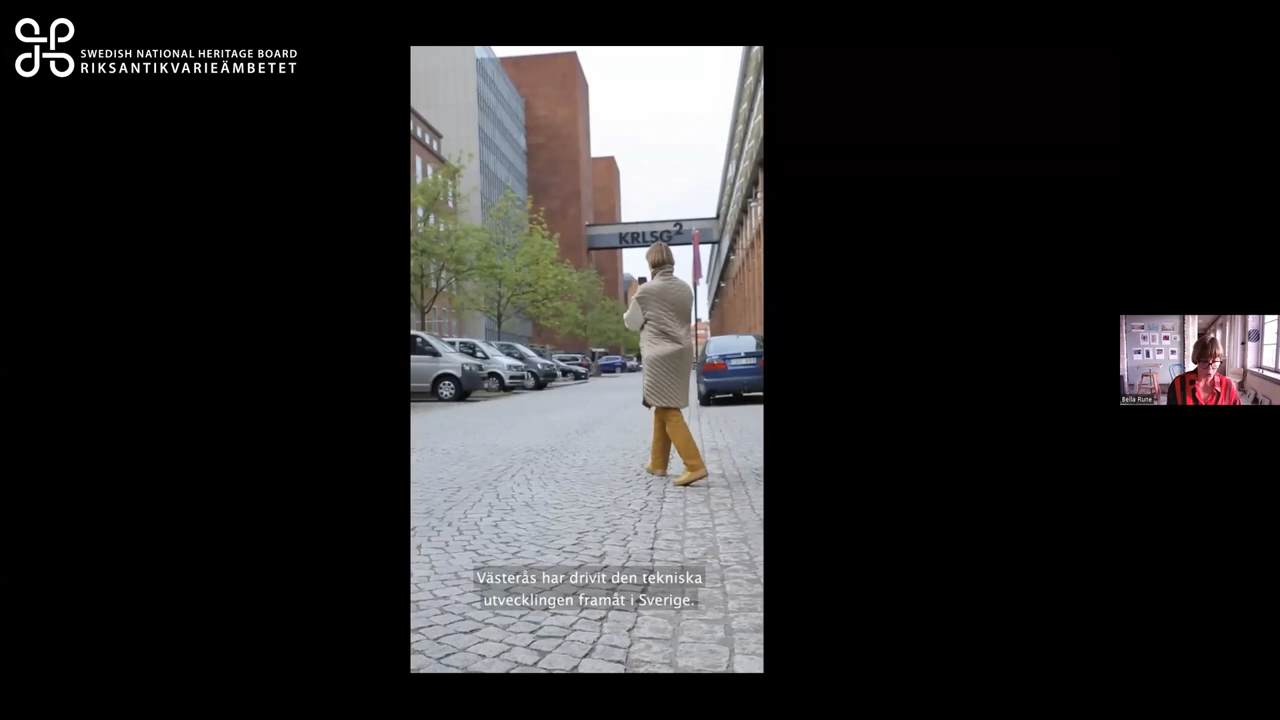 SWEDISH NATIONAL HERITAGE BOARD
RIKSANTIKVARIEÄMBETET
KRLSG²
Västerås har drivit den tekniska
utvecklingen framåt i Sverige.
Bella Rune